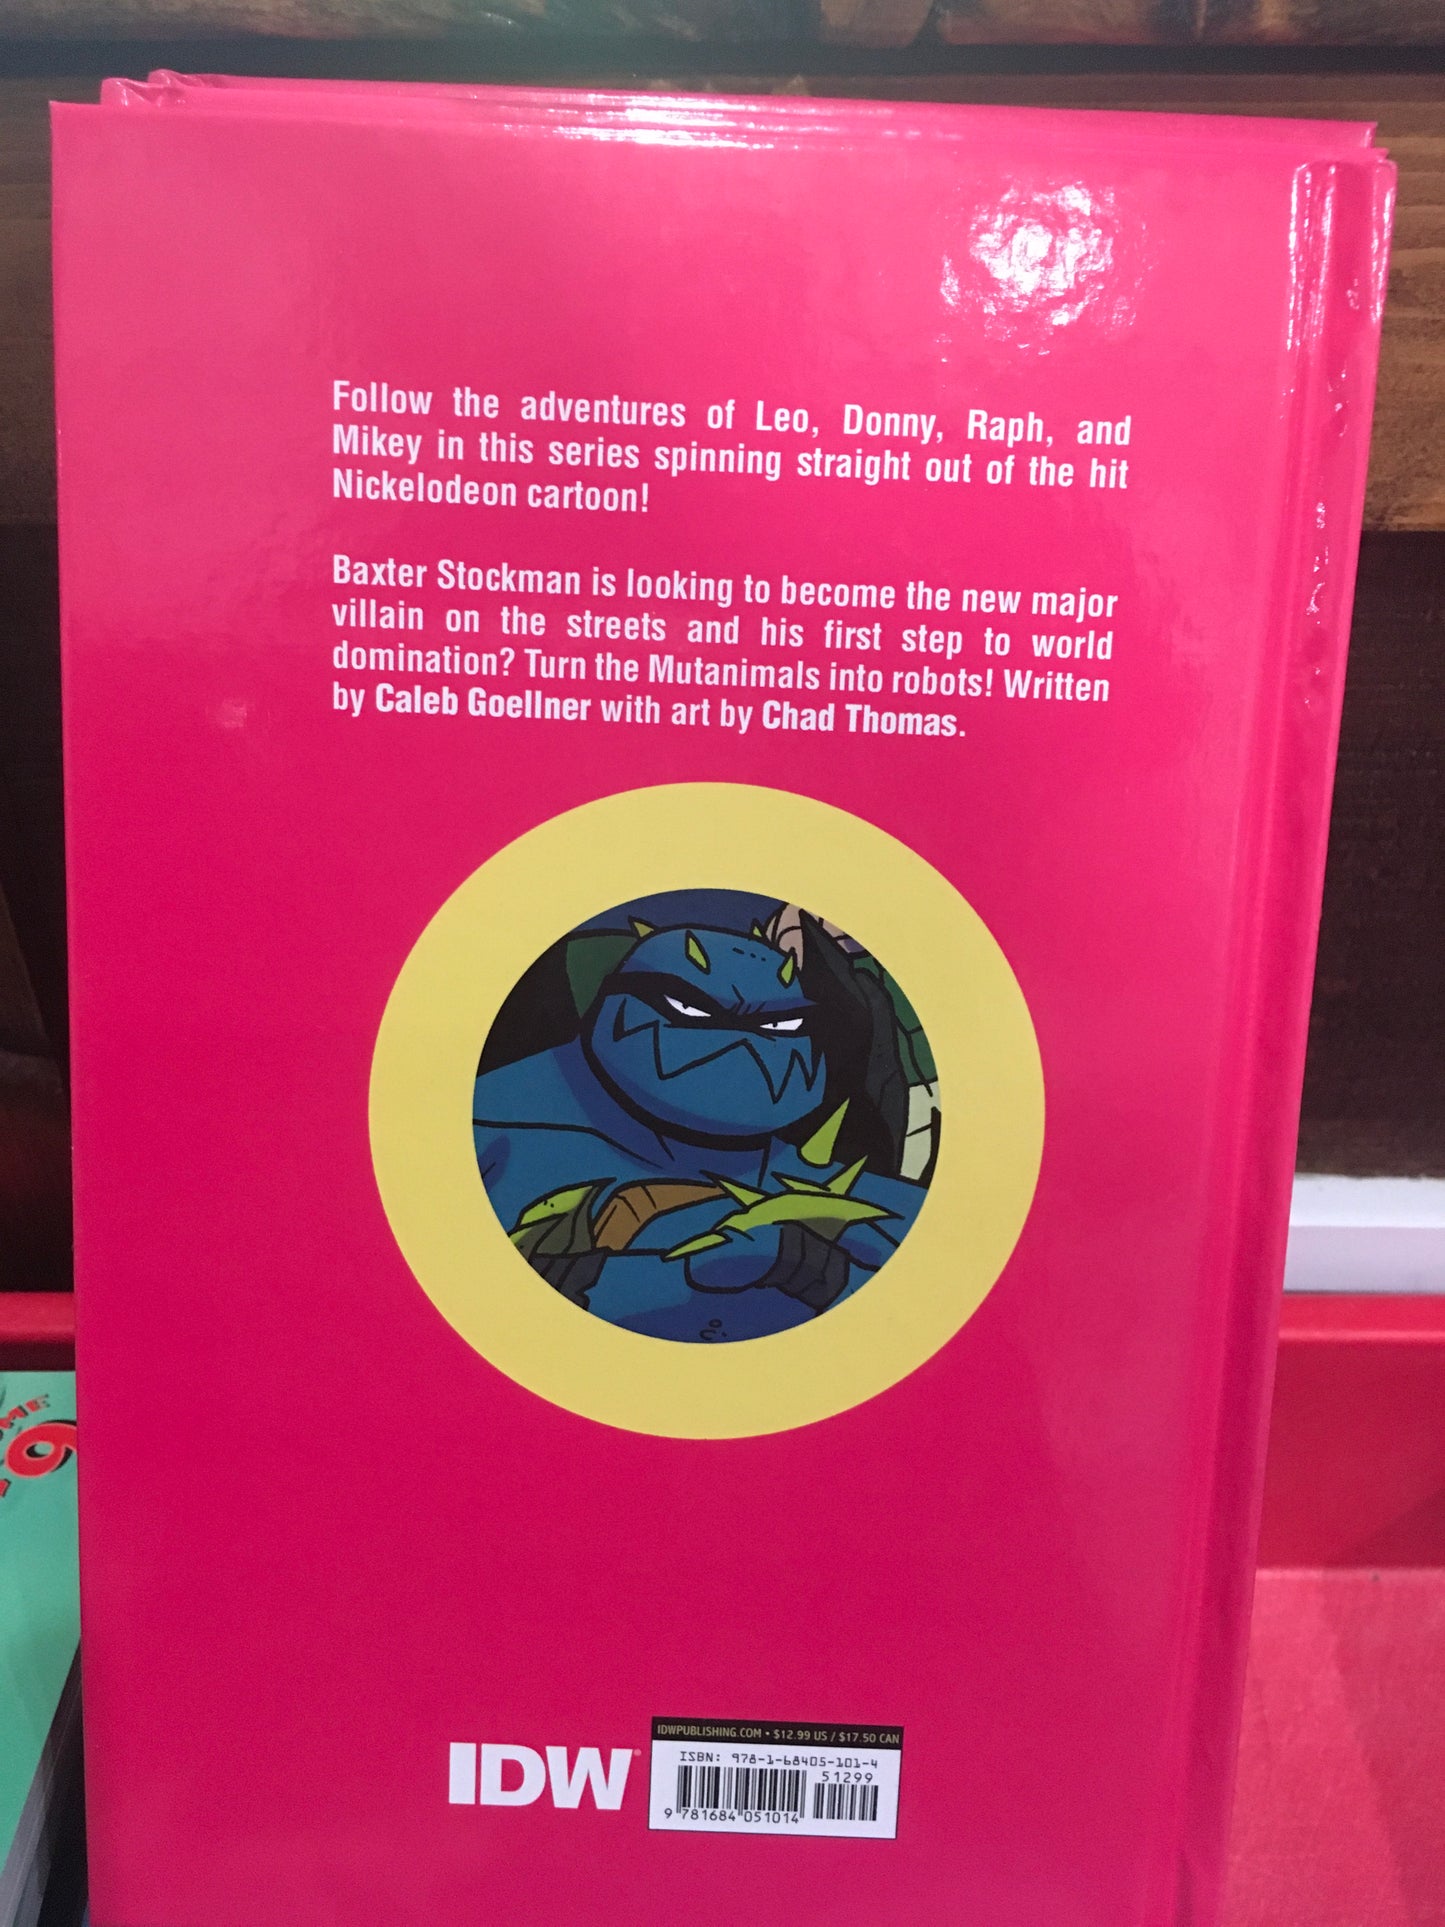 Follow the adventures of Leo, Donny, Raph, and
Mikey in this series spinning straight out of the hit
Nickelodeon cartoon!
Baxter Stockman is looking to become the new major
villain on the streets and his first step to world
domination? Turn the Mutanimals into robots! Written
by Caleb Goellner with art by Chad Thomas.
IDW
IDWPUBLISHING.COM • $12.99 US / $17.50 CAN
ISBN: 978-1-68405-101-4
51299
9 781684 051014